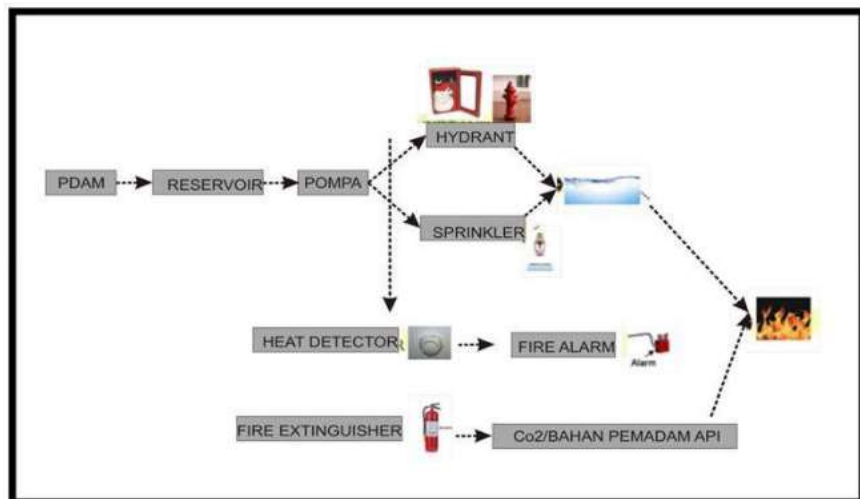 HYDRANT
PDAM
RESERVOIR
POMPA
SPRINKLER
HEAT DETECTOR
FIRE ALARM
Alarm
FIRE EXTINGUISHER
Co2/BAHAN PEMADAM API